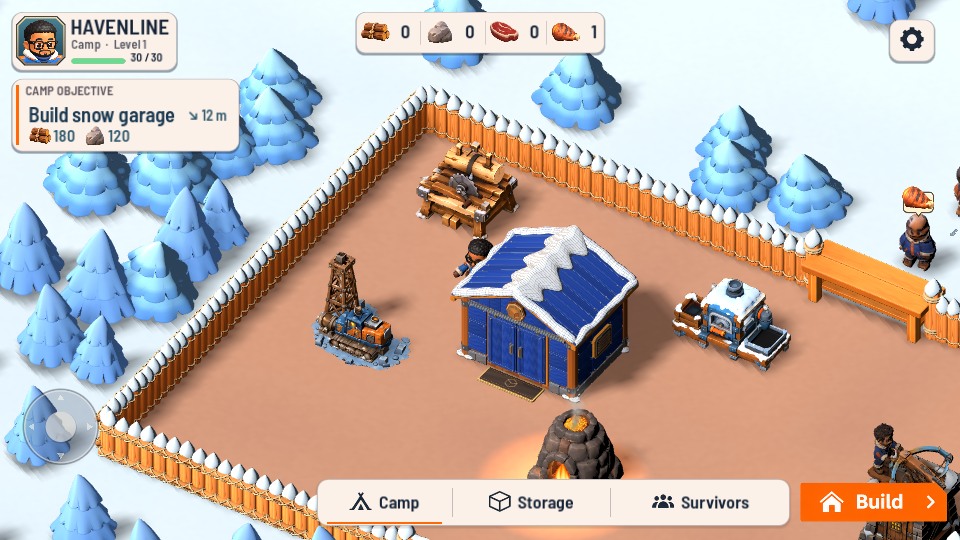 HAVENLINE
Camp · Level 1
30 / 30
0
0
0
1
CAMP OBJECTIVE
Build snow garage
↘ 12 m
180
120
Camp
Storage
Survivors
Build